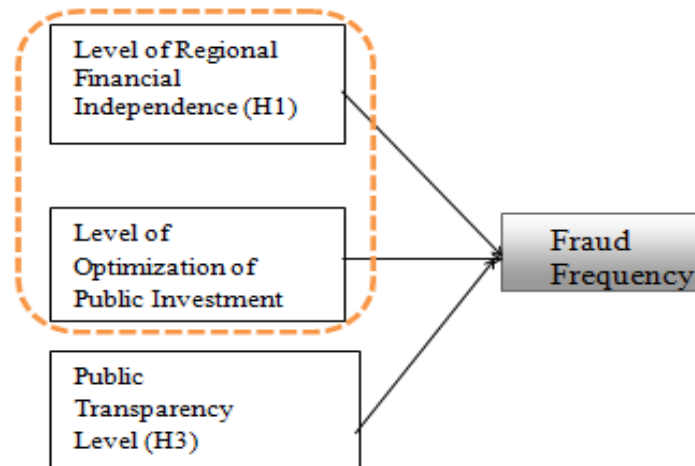 Level of Regional
Financial
Independence (H1)
Level of
Optimization of
Public Investment
Public
Transparency
Level (H3)
Fraud
Frequency